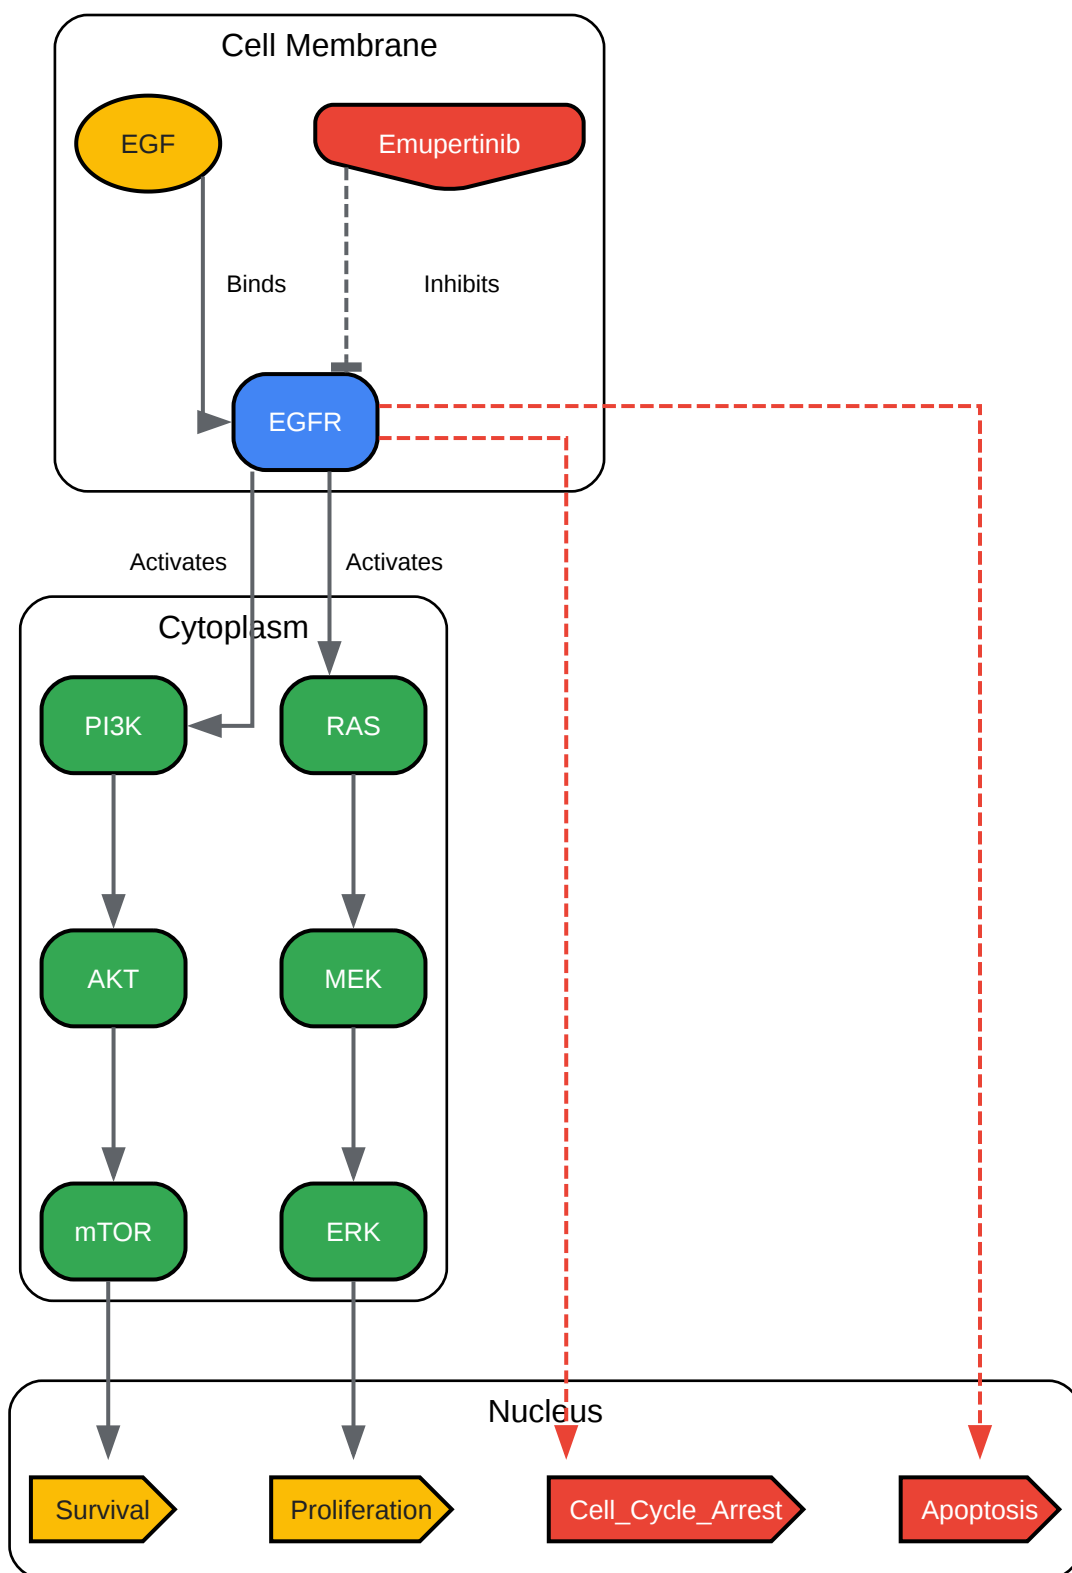 Cell Membrane
EGF
Emupertinib
Binds
Inhibits
EGFR
Activates
Activates
Cytoplasm
PI3K
RAS
AKT
MEK
mTOR
ERK
Nucleus
Survival
Proliferation
Cell_Cycle_Arrest
Apoptosis